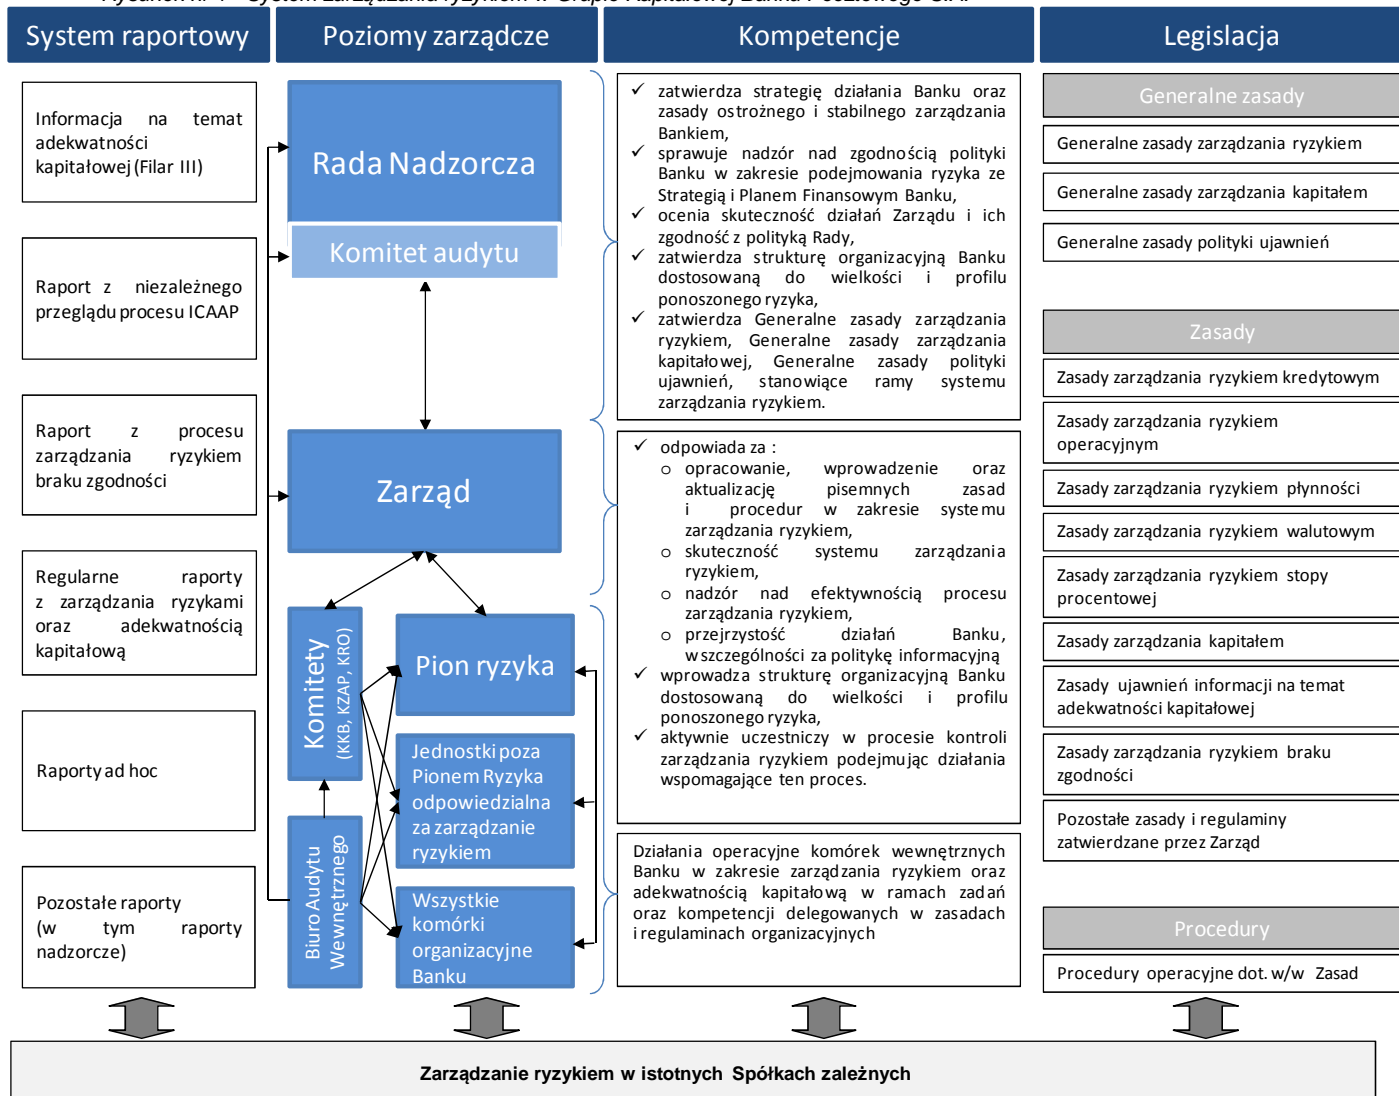 System raportowy
Poziomy zarządcze
Kompetencje
Legislacja
Informacja na temat
adekwatności
kapitałowej (Filar III)
Raport z niezależnego
przeglądu procesu ICAAP
Raport z procesu
zarządzania ryzykiem
braku zgodności
Regularne raporty
z zarządzania ryzykami
oraz adekwatnością
kapitałową
Raporty ad hoc
Pozostałe raporty
(w tym raporty
nadzorcze)
Rada Nadzorcza
Komitet audytu
Zarząd
Komitety
(KKB, KZAP, KRO)
Biuro Audytu
Wewnętrznego
Pion ryzyka
Jednostki poza
Pionem Ryzyka
odpowiedzialna
za zarządzanie
ryzykiem
Wszystkie
komórki
organizacyjne
Banku
✓ zatwierdza strategię działania Banku oraz
zasady ostrożnego i stabilnego zarządzania
Bankiem,
✓ sprawuje nadzór nad zgodnością polityki
Banku w zakresie podejmowania ryzyka ze
Strategią i Planem Finansowym Banku,
✓ ocenia skuteczność działań Zarządu i ich
zgodność z polityką Rady,
✓ zatwierdza strukturę organizacyjną Banku
dostosowaną do wielkości i profilu
ponoszonego ryzyka,
✓ zatwierdza Generalne zasady zarządzania
ryzykiem, Generalne zasady zarządzania
kapitałowej, Generalne zasady polityki
ujawnień, stanowiące ramy systemu
zarządzania ryzykiem.
✓ odpowiada za :
o opracowanie, wprowadzenie oraz
aktualizację pisemnych zasad
i procedur w zakresie systemu
zarządzania ryzykiem,
o skuteczność systemu zarządzania
ryzykiem,
o nadzór nad efektywnością procesu
zarządzania ryzykiem,
o przejrzystość działań Banku,
w szczególności za politykę informacyjną
✓ wprowadza strukturę organizacyjną Banku
dostosowaną do wielkości i profilu
ponoszonego ryzyka,
✓ aktywnie uczestniczy w procesie kontroli
zarządzania ryzykiem podejmując działania
wspomagające ten proces.
Działania operacyjne komórek wewnętrznych
Banku w zakresie zarządzania ryzykiem oraz
adekwatnością kapitałową w ramach zadań
oraz kompetencji delegowanych w zasadach
i regulaminach organizacyjnych
Generalne zasady
Generalne zasady zarządzania ryzykiem
Generalne zasady zarządzania kapitałem
Generalne zasady polityki ujawnień
Zasady
Zasady zarządzania ryzykiem kredytowym
Zasady zarządzania ryzykiem
operacyjnym
Zasady zarządzania ryzykiem płynności
Zasady zarządzania ryzykiem walutowym
Zasady zarządzania ryzykiem stopy
procentowej
Zasady zarządzania kapitałem
Zasady ujawnień informacji na temat
adekwatności kapitałowej
Zasady zarządzania ryzykiem braku
zgodności
Pozostałe zasady i regulaminy
zatwierdzane przez Zarząd
Procedury
Procedury operacyjne dot. w/w Zasad
Zarządzanie ryzykiem w istotnych Spółkach zależnych